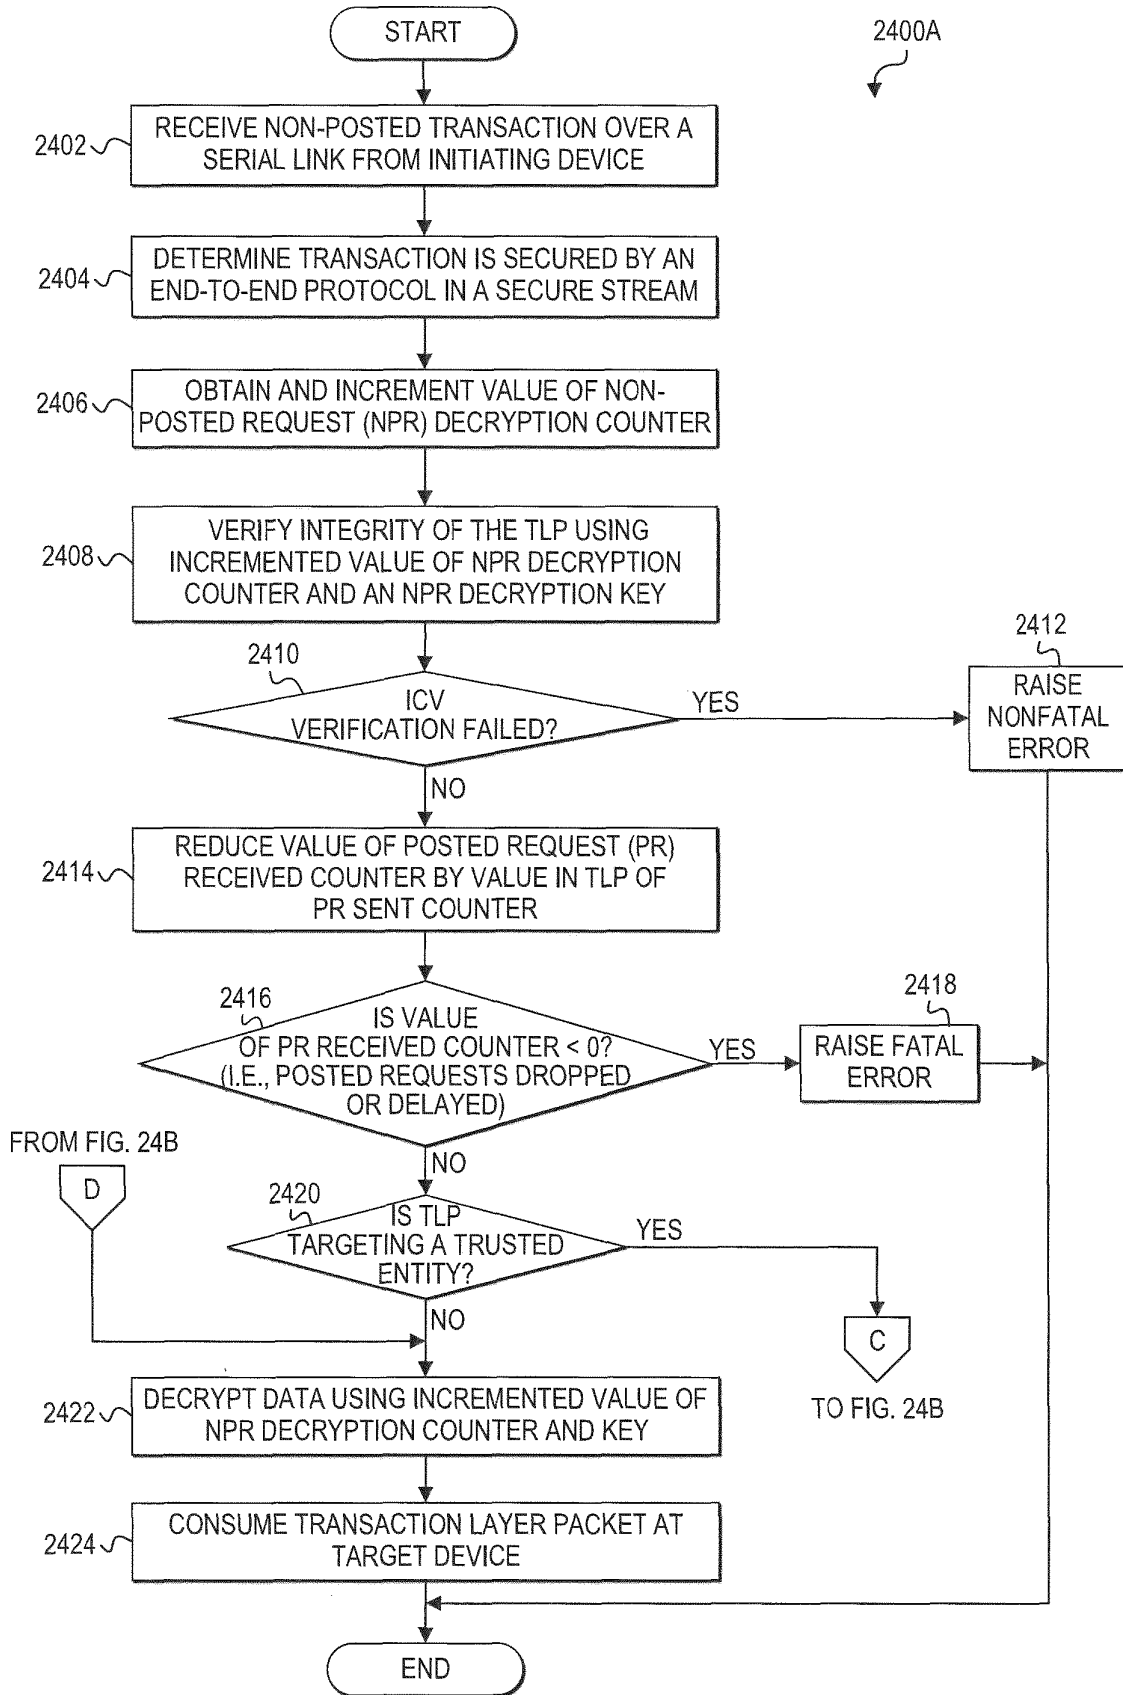 START
2400A
2402
RECEIVE NON-POSTED TRANSACTION OVER A
SERIAL LINK FROM INITIATING DEVICE
2404
DETERMINE TRANSACTION IS SECURED BY AN
END-TO-END PROTOCOL IN A SECURE STREAM
2406
OBTAIN AND INCREMENT VALUE OF NON-
POSTED REQUEST (NPR) DECRYPTION COUNTER
2408
VERIFY INTEGRITY OF THE TLP USING
INCREMENTED VALUE OF NPR DECRYPTION
COUNTER AND AN NPR DECRYPTION KEY
2410
ICV
VERIFICATION FAILED?
YES
2412
RAISE
NONFATAL
ERROR
NO
2414
REDUCE VALUE OF POSTED REQUEST (PR)
RECEIVED COUNTER BY VALUE IN TLP OF
PR SENT COUNTER
2416
IS VALUE
OF PR RECEIVED COUNTER < 0?
(I.E., POSTED REQUESTS DROPPED
OR DELAYED)
YES
2418
RAISE FATAL
ERROR
NO
FROM FIG. 24B
D
2420
IS TLP
TARGETING A TRUSTED
ENTITY?
YES
NO
C
TO FIG. 24B
2422
DECRYPT DATA USING INCREMENTED VALUE OF
NPR DECRYPTION COUNTER AND KEY
2424
CONSUME TRANSACTION LAYER PACKET AT
TARGET DEVICE
END